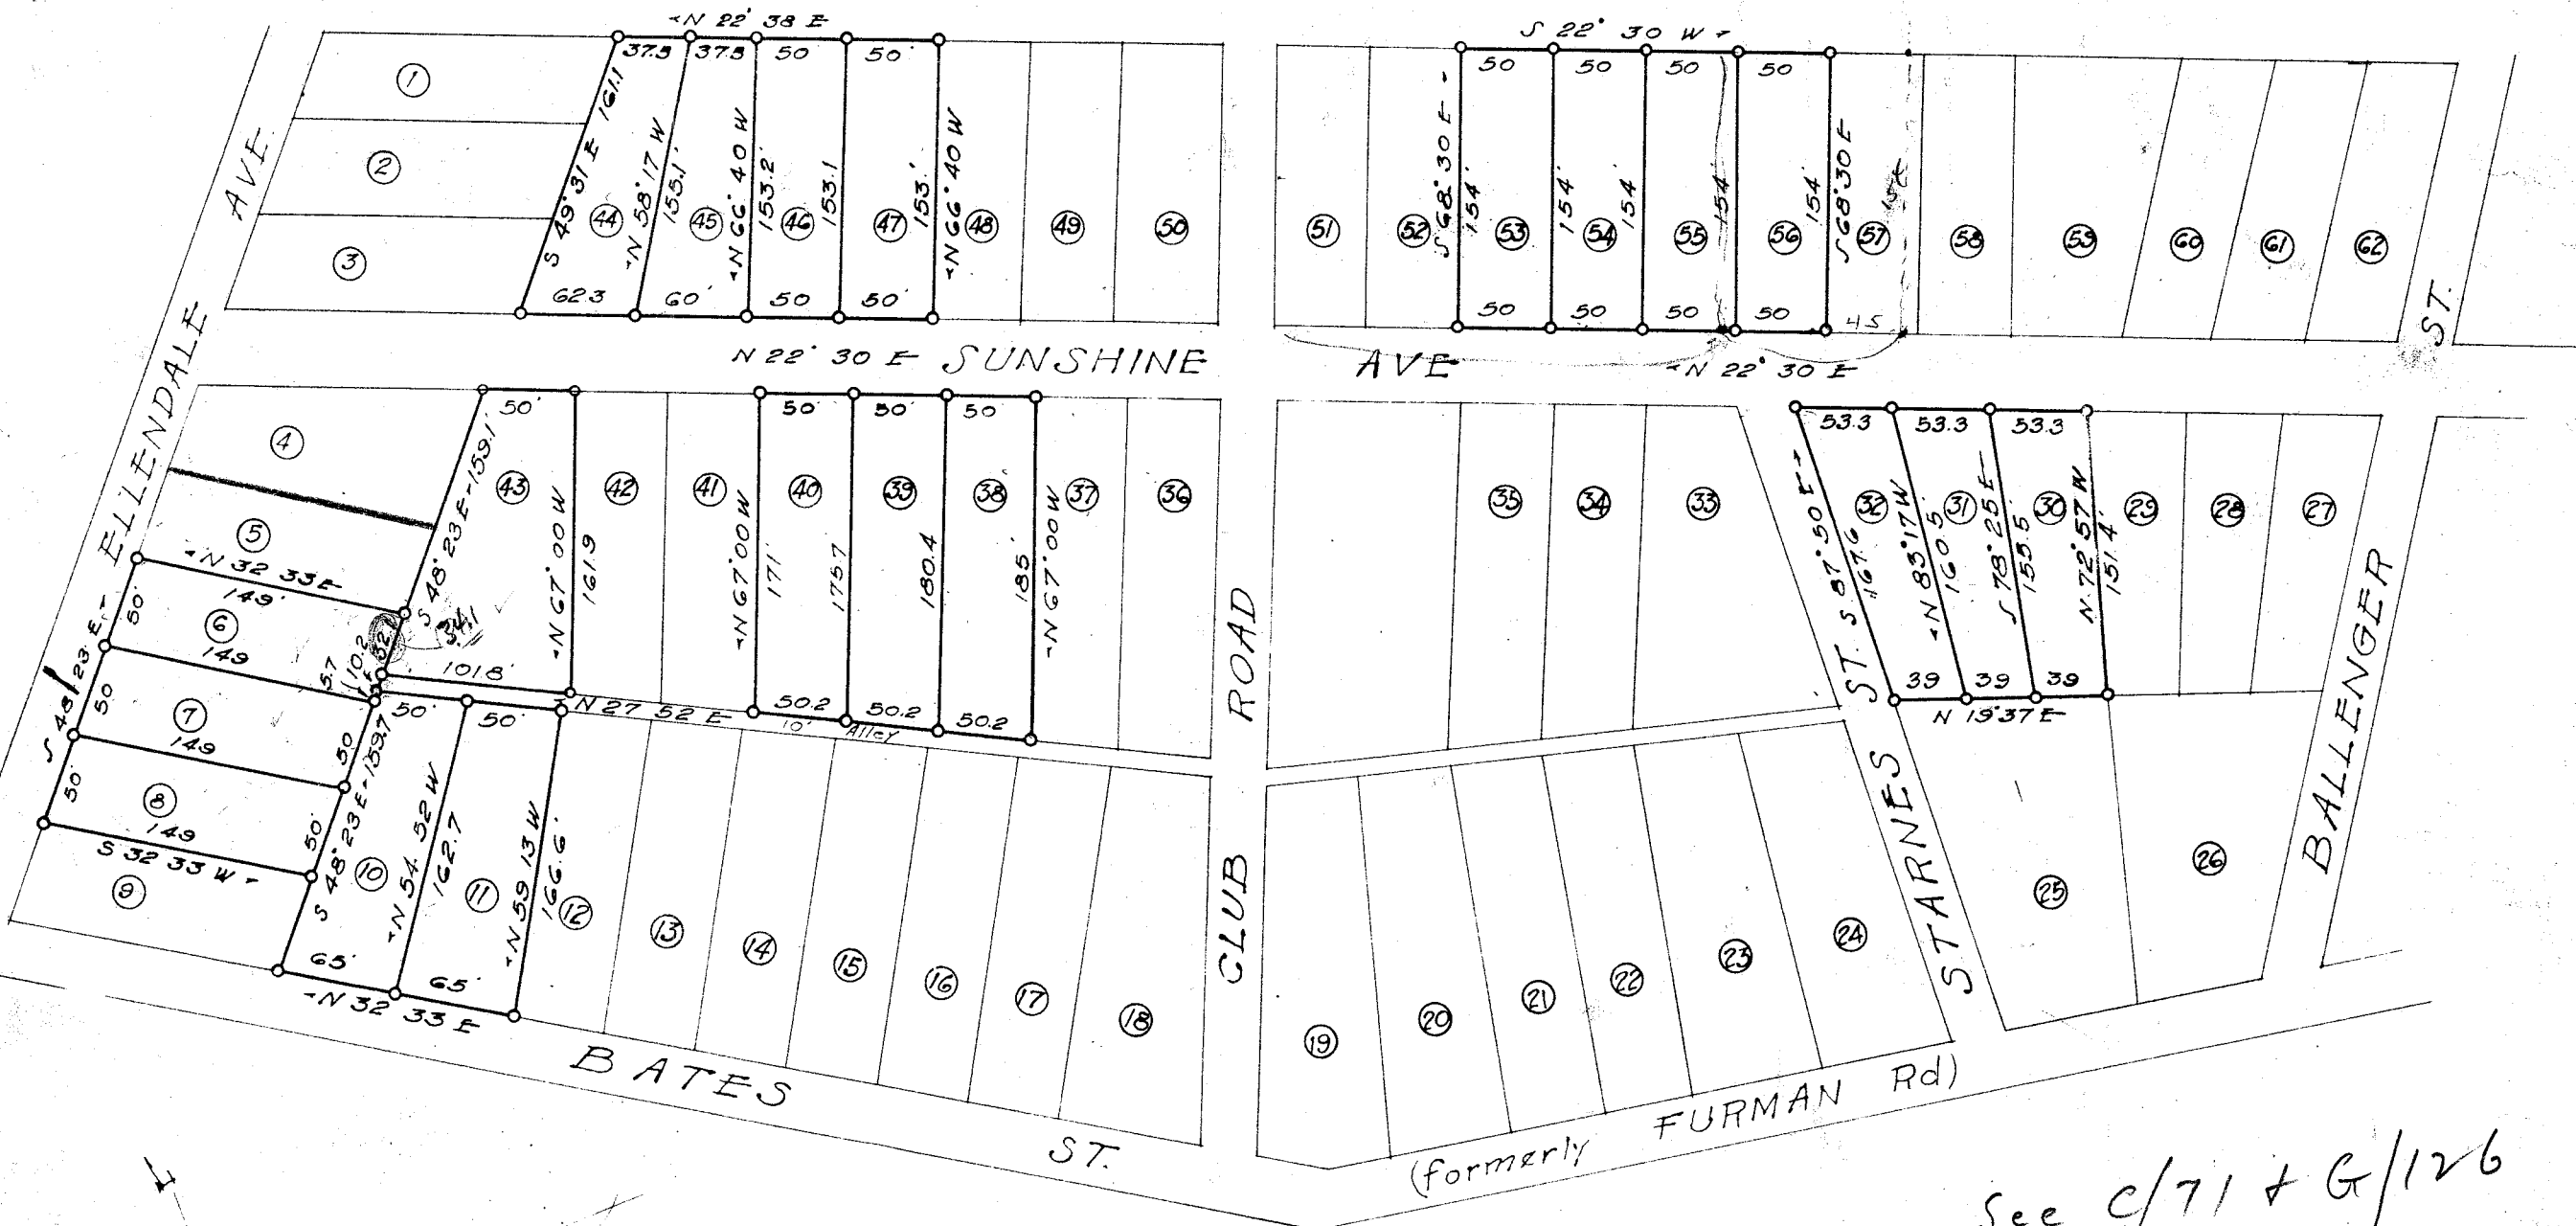 N 22° 38 E
37.5 37.5 50 50'
S 22° 30 W
50 50 50 50
1
2
3
AVE.
S 49° 31 E 161.1
44
N 58° 17 W
155.1'
45
N 66° 40 W
153.2'
46
153.1
47
153.'
N 66° 40 W
48
49
50
51
52
S 68° 30 E
154'
53
154'
54
154
55
154'
56
154'
S 68° 30 E
57
58
59
60
61
62
62.3 60' 50 50'
50 50 50 50 45
N 22° 30 E SUNSHINE AVE
N 22° 30 E
ST.
ELLENDALE
4
5
50' 50' 50' 50
53.3 53.3 53.3
S 48° 23 E-159.1'
43
N 67° 00 W
161.9
42
41
N 67° 00 W
171'
40
175.7
39
180.4
38
185'
N 67° 00 W
37
36
35
34
33
S 87° 50 E
167.6
32
N 83° 17 W
160.5'
31
S 78° 25 E
155.5'
30
N 72° 57 W
151.4'
29
28
27
N 32 33 E
149'
6
149
7
149
8
149
S 32 33 W
9
S 48 23 E
50'
50
50'
5.7
110.2
34.1
101.8'
50' 50'
N 27 52 E
50.2 50.2 50.2
10' Alley
39 39 39
N 19° 37 E
50
50'
S 48° 23 E-159.7
10
N 54 52 W
162.7
11
N 59 13 W
166.6'
12
13
14
15
16
17
18
65' 65'
N 32 33 E
CLUB ROAD
19
20
21
22
23
24
STARNES ST.
25
26
BALLENGER
BATES ST.
(formerly FURMAN Rd)
See C/71 + G/126